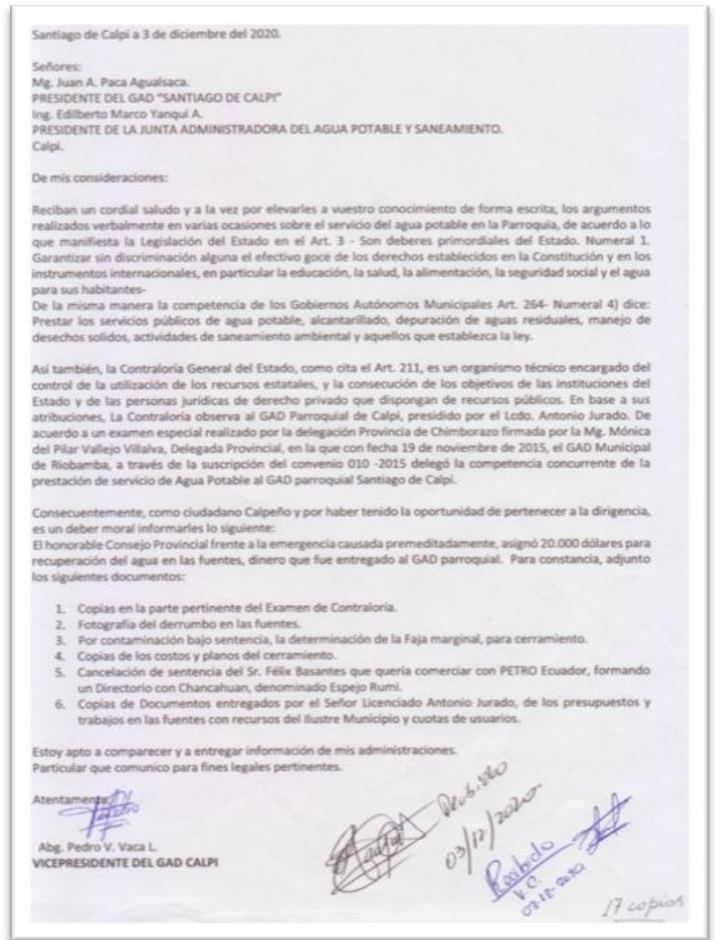 Santiago de Calpi a 3 de diciembre del 2020.
Señores:
Mg. Juan A. Paca Agualsaca.
PRESIDENTE DEL GAD "SANTIAGO DE CALPI"
Ing. Edilberto Marco Yanqui A.
PRESIDENTE DE LA JUNTA ADMINISTRADORA DEL AGUA POTABLE Y SANEAMIENTO.
Calpi.
De mis consideraciones:
Reciban un cordial saludo y a la vez por elevarles a vuestro conocimiento de forma escrita, los argumentos
realizados verbalmente en varias ocasiones sobre el servicio del agua potable en la Parroquia, de acuerdo a lo
que manifiesta la Legislación del Estado en el Art. 3 - Son deberes primordiales del Estado. Numeral 1.
Garantizar sin discriminación alguna el efectivo goce de los derechos establecidos en la Constitución y en los
instrumentos internacionales, en particular la educación, la salud, la alimentación, la seguridad social y el agua
para sus habitantes-
De la misma manera la competencia de los Gobiernos Autónomos Municipales Art. 264- Numeral 4) dice:
Prestar los servicios públicos de agua potable, alcantarillado, depuración de aguas residuales, manejo de
desechos solidos, actividades de saneamiento ambiental y aquellos que establezca la ley.
Así también, la Contraloría General del Estado, como cita el Art. 211, es un organismo técnico encargado del
control de la utilización de los recursos estatales, y la consecución de los objetivos de las instituciones del
Estado y de las personas jurídicas de derecho privado que dispongan de recursos públicos. En base a sus
atribuciones, La Contraloría observa al GAD Parroquial de Calpi, presidido por el Lcdo. Antonio Jurado. De
acuerdo a un examen especial realizado por la delegación Provincia de Chimborazo firmada por la Mg. Mónica
del Pilar Vallejo Villalva, Delegada Provincial, en la que con fecha 19 de noviembre de 2015, el GAD Municipal
de Riobamba, a través de la suscripción del convenio 010 -2015 delegó la competencia concurrente de la
prestación de servicio de Agua Potable al GAD parroquial Santiago de Calpi.
Consecuentemente, como ciudadano Calpeño y por haber tenido la oportunidad de pertenecer a la dirigencia,
es un deber moral informarles lo siguiente:
El honorable Consejo Provincial frente a la emergencia causada premeditadamente, asignó 20.000 dólares para
recuperación del agua en las fuentes, dinero que fue entregado al GAD parroquial. Para constancia, adjunto
los siguientes documentos:
1. Copias en la parte pertinente del Examen de Contraloría.
2. Fotografía del derrumbo en las fuentes.
3. Por contaminación bajo sentencia, la determinación de la Faja marginal, para cerramiento.
4. Copias de los costos y planos del cerramiento.
5. Cancelación de sentencia del Sr. Félix Basantes que quería comerciar con PETRO Ecuador, formando
un Directorio con Chancahuan, denominado Espejo Rumi.
6. Copias de Documentos entregados por el Señor Licenciado Antonio Jurado, de los presupuestos y
trabajos en las fuentes con recursos del Ilustre Municipio y cuotas de usuarios.
Estoy apto a comparecer y a entregar información de mis administraciones.
Particular que comunico para fines legales pertinentes.
Atentamente
Abg. Pedro V. Vaca L.
VICEPRESIDENTE DEL GAD CALPI
Recibido
03/12/2020
Recibido
V.C.
03-12-2020
17 copias